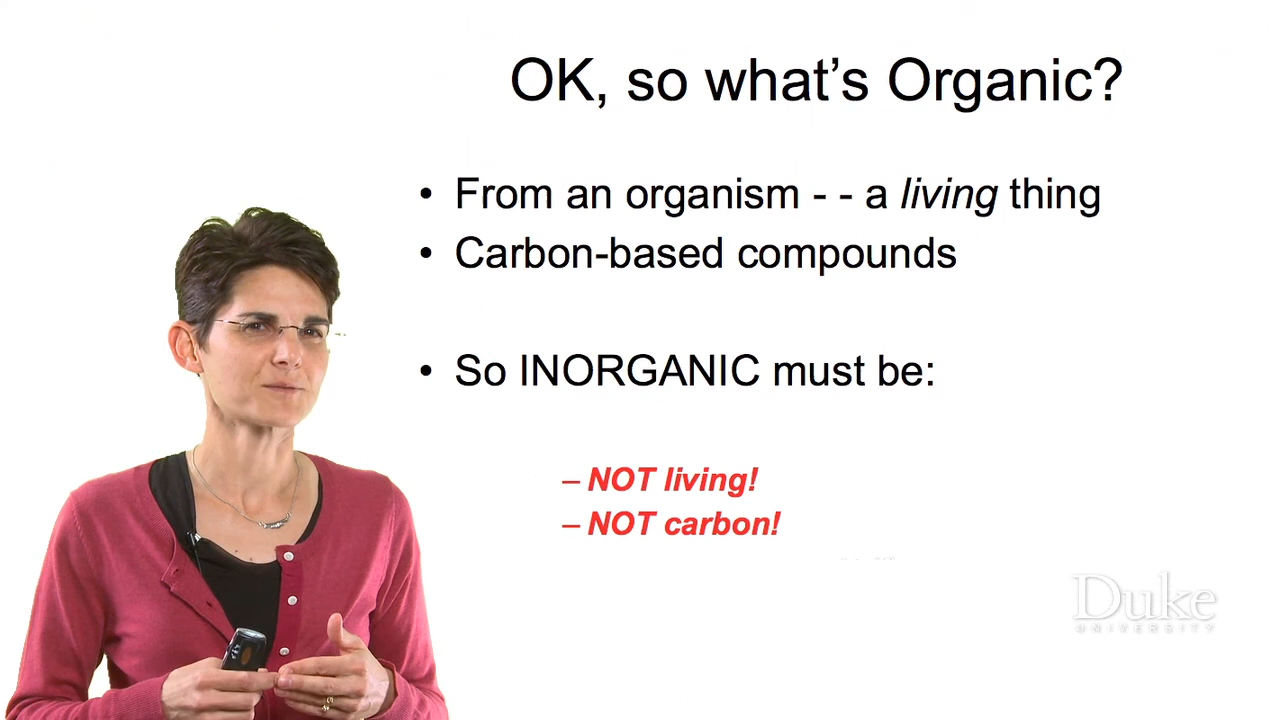 OK, so what's Organic?
• From an organism - - a living thing
• Carbon-based compounds
• So INORGANIC must be:
– NOT living!
– NOT carbon!
Duke
UNIVERSITY